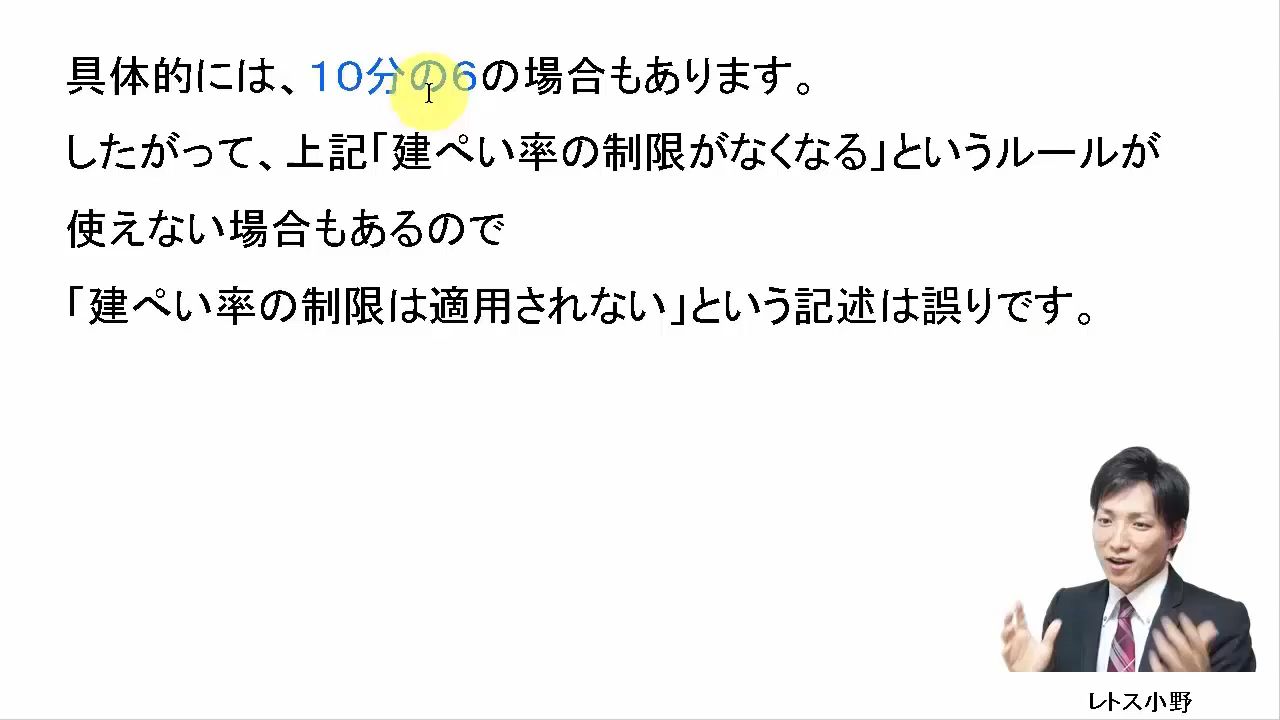 具体的には、１０分の６の場合もあります。
したがって、上記「建ぺい率の制限がなくなる」というルールが
使えない場合もあるので
「建ぺい率の制限は適用されない」という記述は誤りです。
レトス小野